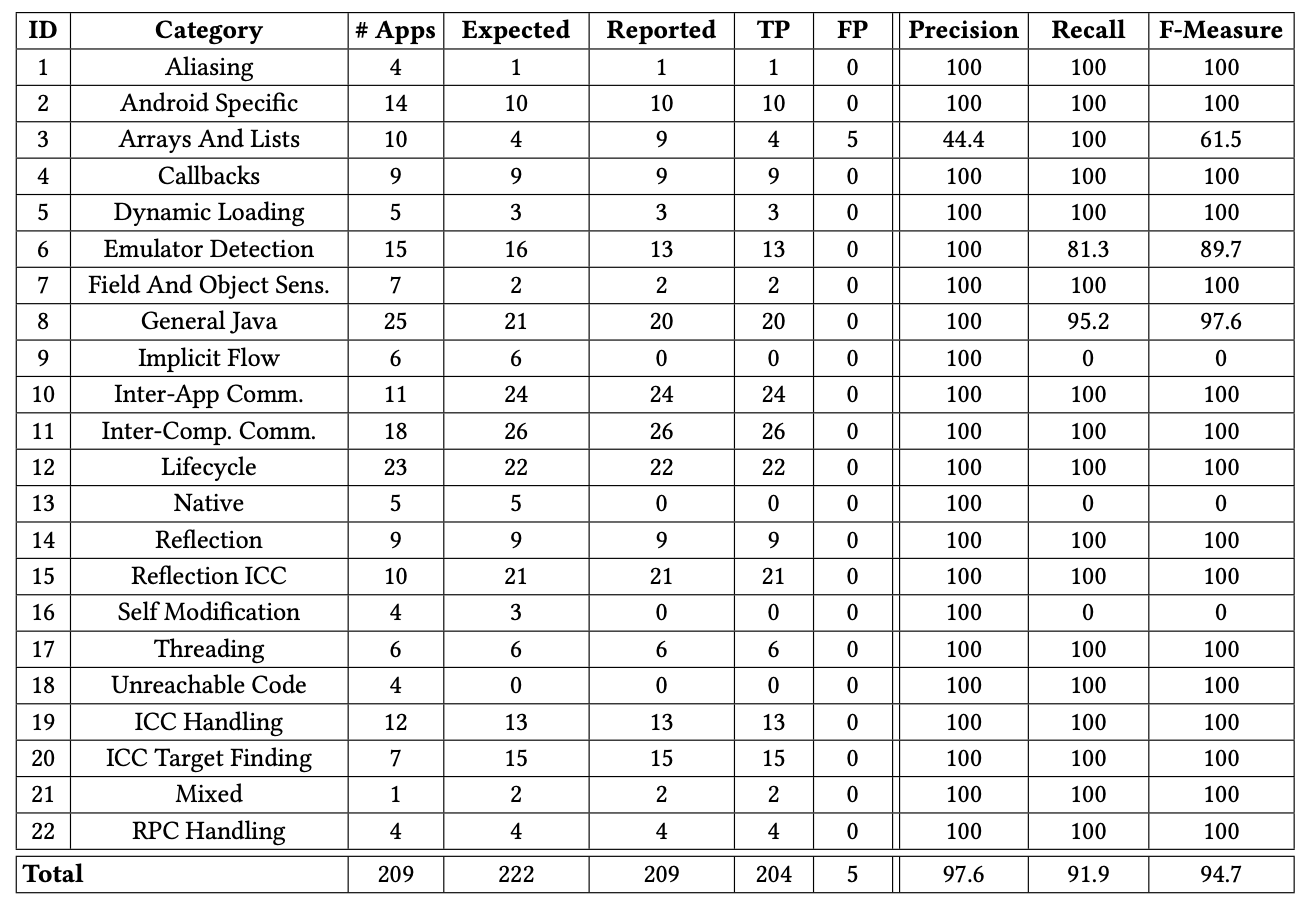 ID Category # Apps Expected Reported TP FP Precision Recall F-Measure
1 Aliasing 4 1 1 1 0 100 100 100
2 Android Specific 14 10 10 10 0 100 100 100
3 Arrays And Lists 10 4 9 4 5 44.4 100 61.5
4 Callbacks 9 9 9 9 0 100 100 100
5 Dynamic Loading 5 3 3 3 0 100 100 100
6 Emulator Detection 15 16 13 13 0 100 81.3 89.7
7 Field And Object Sens. 7 2 2 2 0 100 100 100
8 General Java 25 21 20 20 0 100 95.2 97.6
9 Implicit Flow 6 6 0 0 0 100 0 0
10 Inter-App Comm. 11 24 24 24 0 100 100 100
11 Inter-Comp. Comm. 18 26 26 26 0 100 100 100
12 Lifecycle 23 22 22 22 0 100 100 100
13 Native 5 5 0 0 0 100 0 0
14 Reflection 9 9 9 9 0 100 100 100
15 Reflection ICC 10 21 21 21 0 100 100 100
16 Self Modification 4 3 0 0 0 100 0 0
17 Threading 6 6 6 6 0 100 100 100
18 Unreachable Code 4 0 0 0 0 100 100 100
19 ICC Handling 12 13 13 13 0 100 100 100
20 ICC Target Finding 7 15 15 15 0 100 100 100
21 Mixed 1 2 2 2 0 100 100 100
22 RPC Handling 4 4 4 4 0 100 100 100
Total 209 222 209 204 5 97.6 91.9 94.7